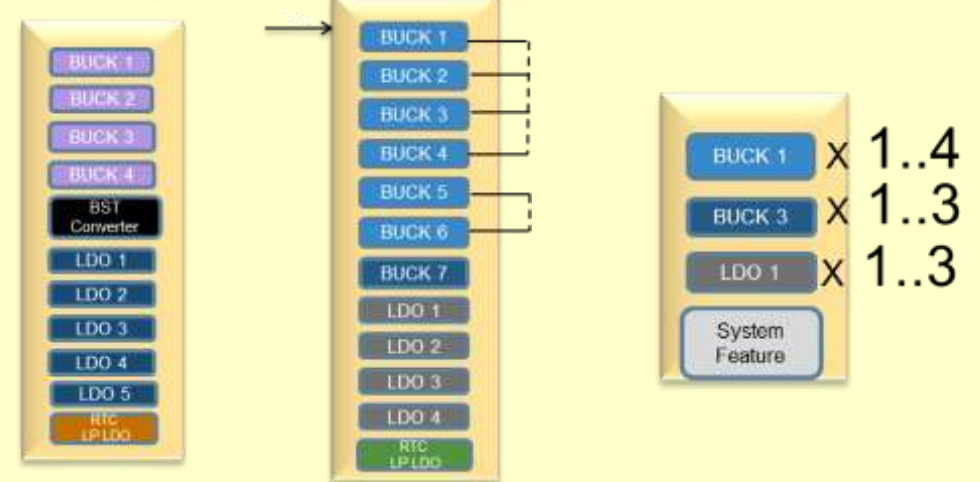 BUCK 1
BUCK 2
BUCK 3
BUCK 4
BST
Converter
LDO 1
LDO 2
LDO 3
LDO 4
LDO 5
RTC
LP LDO
BUCK 1
BUCK 2
BUCK 3
BUCK 4
BUCK 5
BUCK 6
BUCK 7
LDO 1
LDO 2
LDO 3
LDO 4
RTC
LP LDO
BUCK 1 X 1..4
BUCK 3 X 1..3
LDO 1 X 1..3
System
Feature